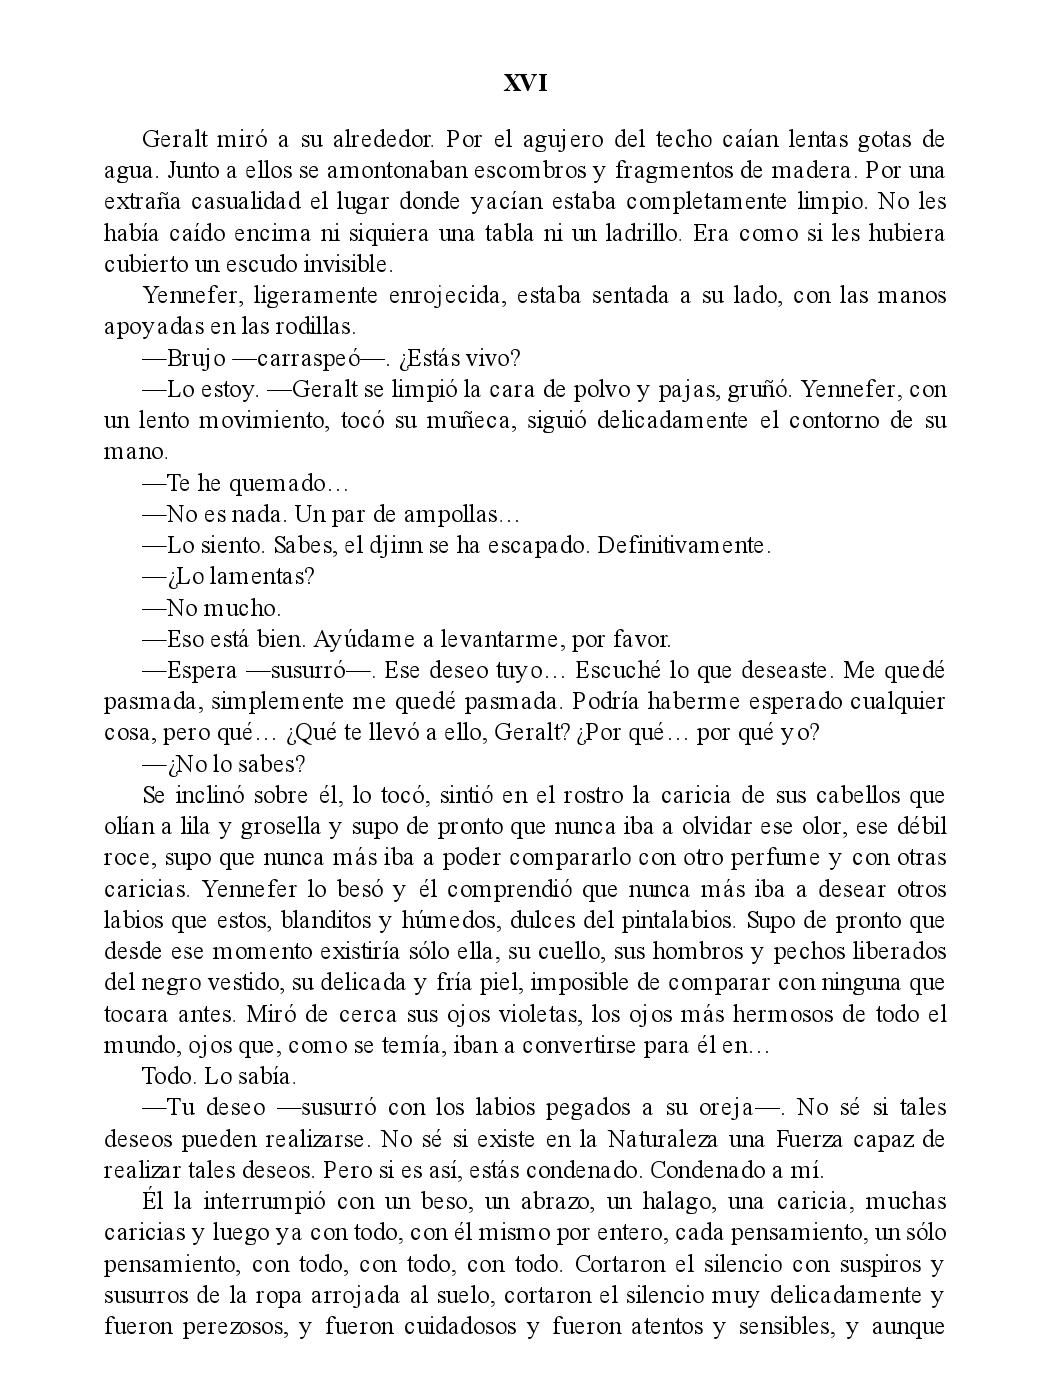 XVI
Geralt miró a su alrededor. Por el agujero del techo caían lentas gotas de
agua. Junto a ellos se amontonaban escombros y fragmentos de madera. Por una
extraña casualidad el lugar donde yacían estaba completamente limpio. No les
había caído encima ni siquiera una tabla ni un ladrillo. Era como si les hubiera
cubierto un escudo invisible.
Yennefer, ligeramente enrojecida, estaba sentada a su lado, con las manos
apoyadas en las rodillas.
—Brujo —carraspeó—. ¿Estás vivo?
—Lo estoy. —Geralt se limpió la cara de polvo y pajas, gruñó. Yennefer, con
un lento movimiento, tocó su muñeca, siguió delicadamente el contorno de su
mano.
—Te he quemado…
—No es nada. Un par de ampollas…
—Lo siento. Sabes, el djinn se ha escapado. Definitivamente.
—¿Lo lamentas?
—No mucho.
—Eso está bien. Ayúdame a levantarme, por favor.
—Espera —susurró—. Ese deseo tuyo… Escuché lo que deseaste. Me quedé
pasmada, simplemente me quedé pasmada. Podría haberme esperado cualquier
cosa, pero qué… ¿Qué te llevó a ello, Geralt? ¿Por qué… por qué yo?
—¿No lo sabes?
Se inclinó sobre él, lo tocó, sintió en el rostro la caricia de sus cabellos que
olían a lila y grosella y supo de pronto que nunca iba a olvidar ese olor, ese débil
roce, supo que nunca más iba a poder compararlo con otro perfume y con otras
caricias. Yennefer lo besó y él comprendió que nunca más iba a desear otros
labios que estos, blanditos y húmedos, dulces del pintalabios. Supo de pronto que
desde ese momento existiría sólo ella, su cuello, sus hombros y pechos liberados
del negro vestido, su delicada y fría piel, imposible de comparar con ninguna que
tocara antes. Miró de cerca sus ojos violetas, los ojos más hermosos de todo el
mundo, ojos que, como se temía, iban a convertirse para él en…
Todo. Lo sabía.
—Tu deseo —susurró con los labios pegados a su oreja—. No sé si tales
deseos pueden realizarse. No sé si existe en la Naturaleza una Fuerza capaz de
realizar tales deseos. Pero si es así, estás condenado. Condenado a mí.
Él la interrumpió con un beso, un abrazo, un halago, una caricia, muchas
caricias y luego ya con todo, con él mismo por entero, cada pensamiento, un sólo
pensamiento, con todo, con todo, con todo. Cortaron el silencio con suspiros y
susurros de la ropa arrojada al suelo, cortaron el silencio muy delicadamente y
fueron perezosos, y fueron cuidadosos y fueron atentos y sensibles, y aunque